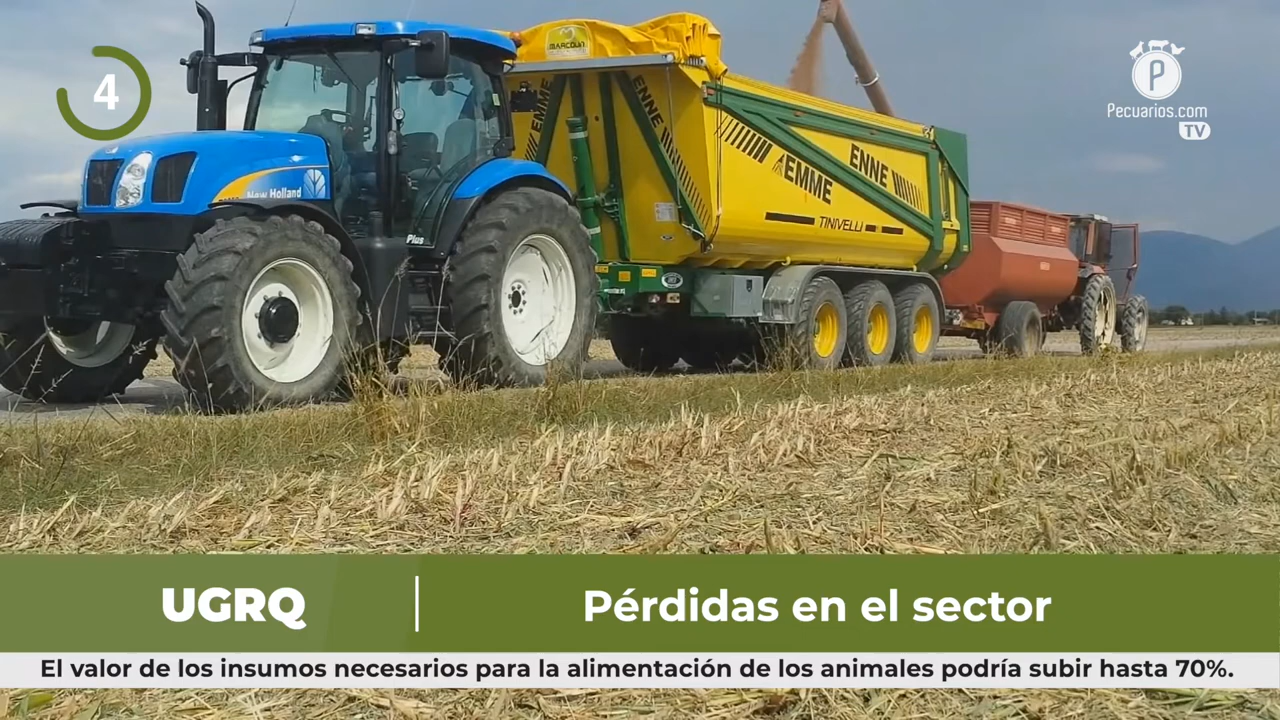 4
Pecuarios.com
TV
P
MARCOLIN
EMME
ENNE
EMME
ENNE
TINIVELLI
New Holland
Plus
UGRQ
Pérdidas en el sector
El valor de los insumos necesarios para la alimentación de los animales podría subir hasta 70%.